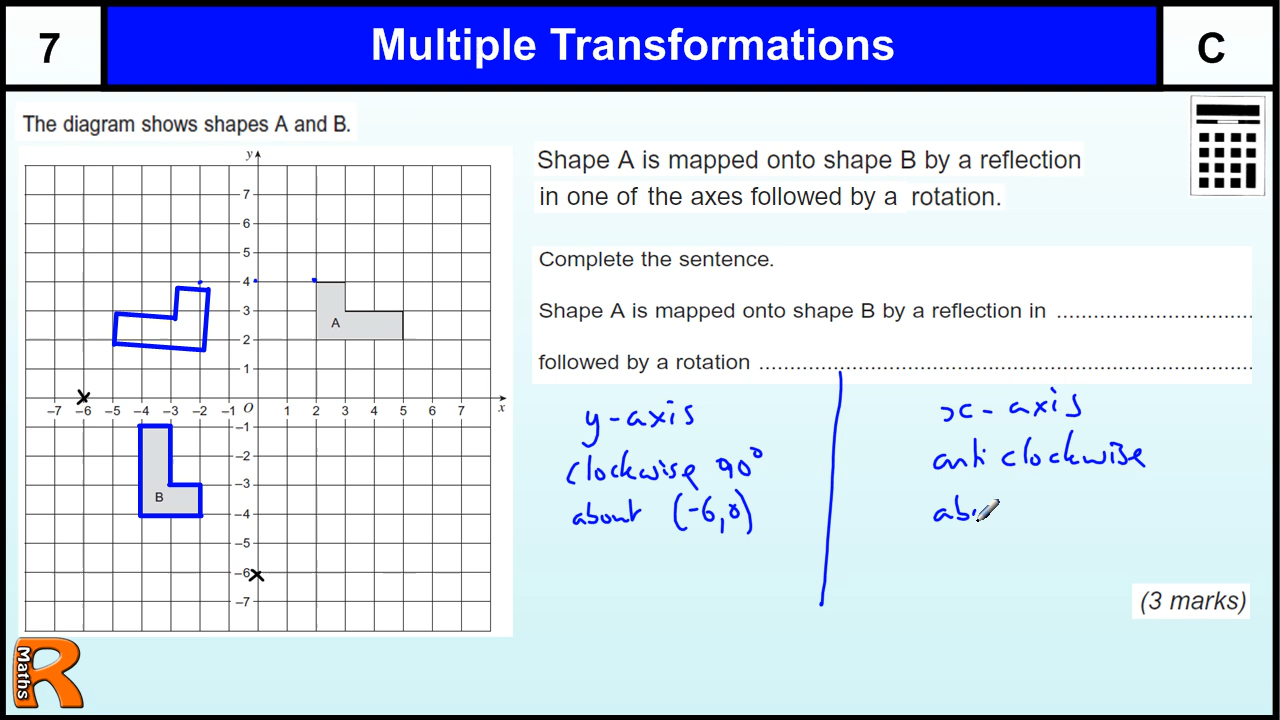 7
Multiple Transformations
C
The diagram shows shapes A and B.
y
7
6
5
4
3
2
1
A
–7 –6 –5 –4 –3 –2 –1 O 1 2 3 4 5 6 7 x
–1
–2
–3
–4
–5
–6
–7
B
Shape A is mapped onto shape B by a reflection
in one of the axes followed by a rotation.
Complete the sentence.
Shape A is mapped onto shape B by a reflection in ....................................
followed by a rotation ....................................................................................
y-axis
clockwise 90°
about (-6,0)
x-axis
anti clockwise
(3 marks)
R
Maths